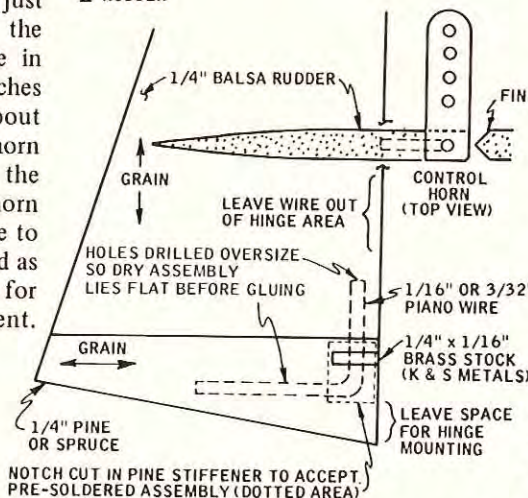 just
the
e in
ches
bout
horn
the
horn
e to
d as
for
ent.
1/4" BALSA RUDDER
FIN
GRAIN
CONTROL
HORN
(TOP VIEW)
LEAVE WIRE OUT
OF HINGE AREA
HOLES DRILLED OVERSIZE
SO DRY ASSEMBLY
LIES FLAT BEFORE GLUING
1/16" OR 3/32"
PIANO WIRE
1/4" x 1/16"
BRASS STOCK
(K & S METALS)
GRAIN
1/4" PINE
OR SPRUCE
LEAVE SPACE
FOR HINGE
MOUNTING
NOTCH CUT IN PINE STIFFENER TO ACCEPT
PRE-SOLDERED ASSEMBLY (DOTTED AREA)